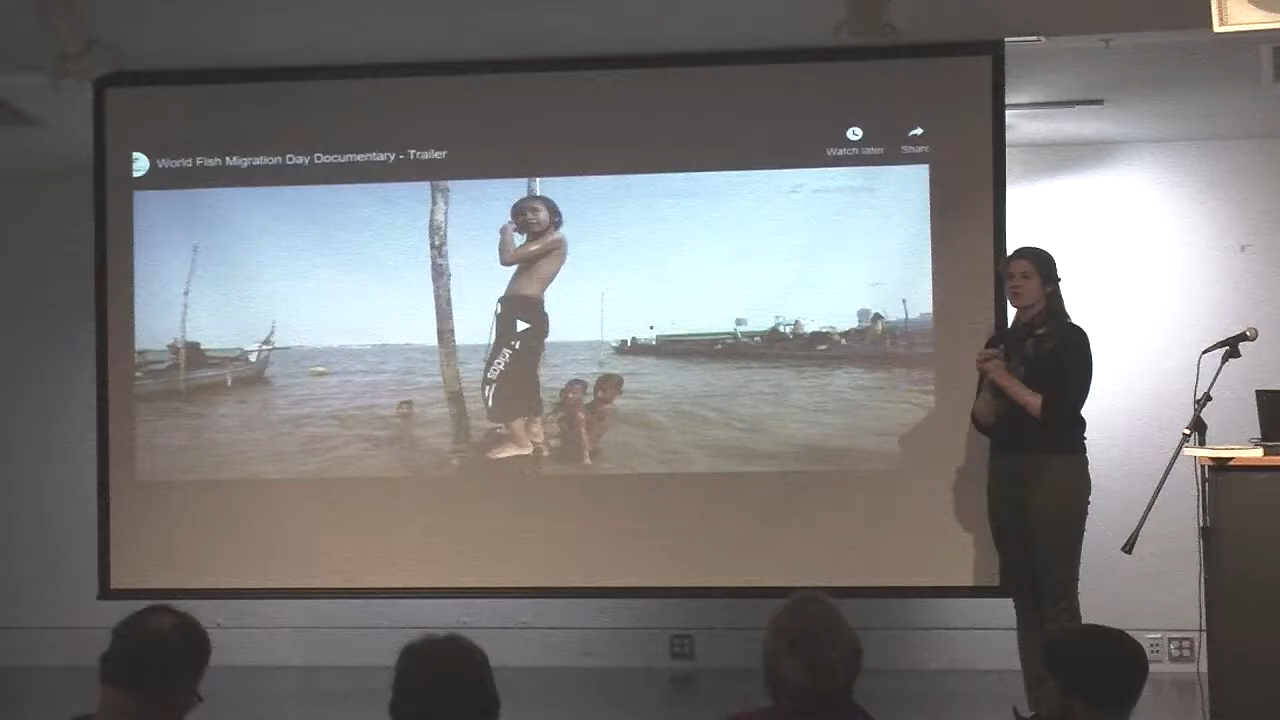 World Fish Migration Day Documentary - Trailer
Watch later
Share
adidas